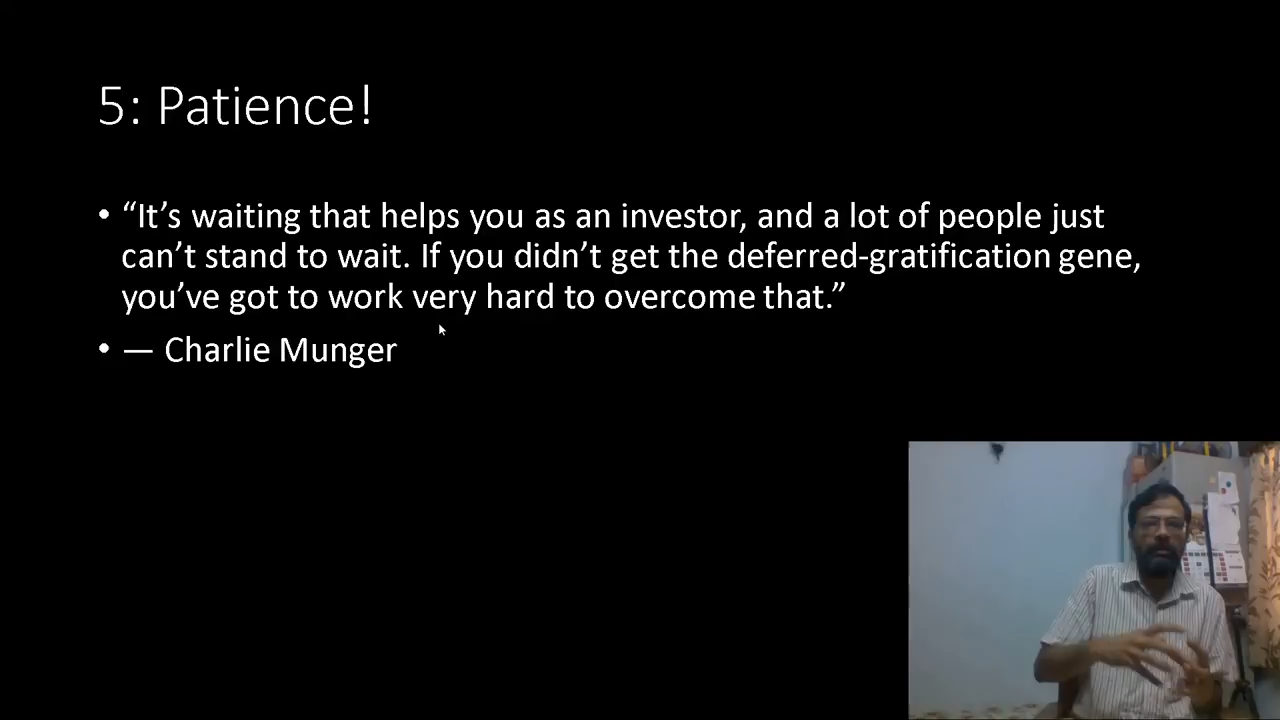 5: Patience!
• “It’s waiting that helps you as an investor, and a lot of people just
can’t stand to wait. If you didn’t get the deferred-gratification gene,
you’ve got to work very hard to overcome that.”
• — Charlie Munger